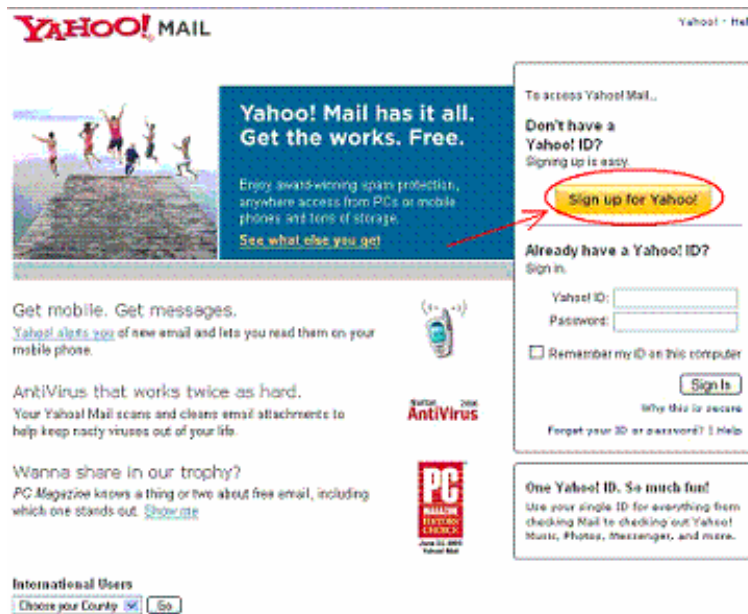 YAHOO! MAIL
Yahoo! - Hel
Yahoo! Mail has it all.
Get the works. Free.
Enjoy award-winning spam protection,
anywhere access from PCs or mobile
phones and tons of storage.
See what else you get
To access Yahoo! Mail...
Don't have a
Yahoo! ID?
Signing up is easy.
Sign up for Yahoo!
Already have a Yahoo! ID?
Sign in.
Yahoo! ID:
Password:
Remember my ID on this computer
Sign In
Why this is secure
Forget your ID or password? | Help
Get mobile. Get messages.
Yahoo! alerts you of new email and lets you read them on your
mobile phone.
AntiVirus that works twice as hard.
Your Yahoo! Mail scans and cleans email attachments to
help keep nasty viruses out of your life.
Norton 2006
AntiVirus
Wanna share in our trophy?
PC Magazine knows a thing or two about free email, including
which one stands out. Show me
PC
MAGAZINE
EDITORS'
CHOICE
Yahoo! Mail
One Yahoo! ID. So much fun!
Use your single ID for everything from
checking Mail to checking out Yahoo!
Music, Photos, Messenger, and more.
International Users
Choose your County
Go